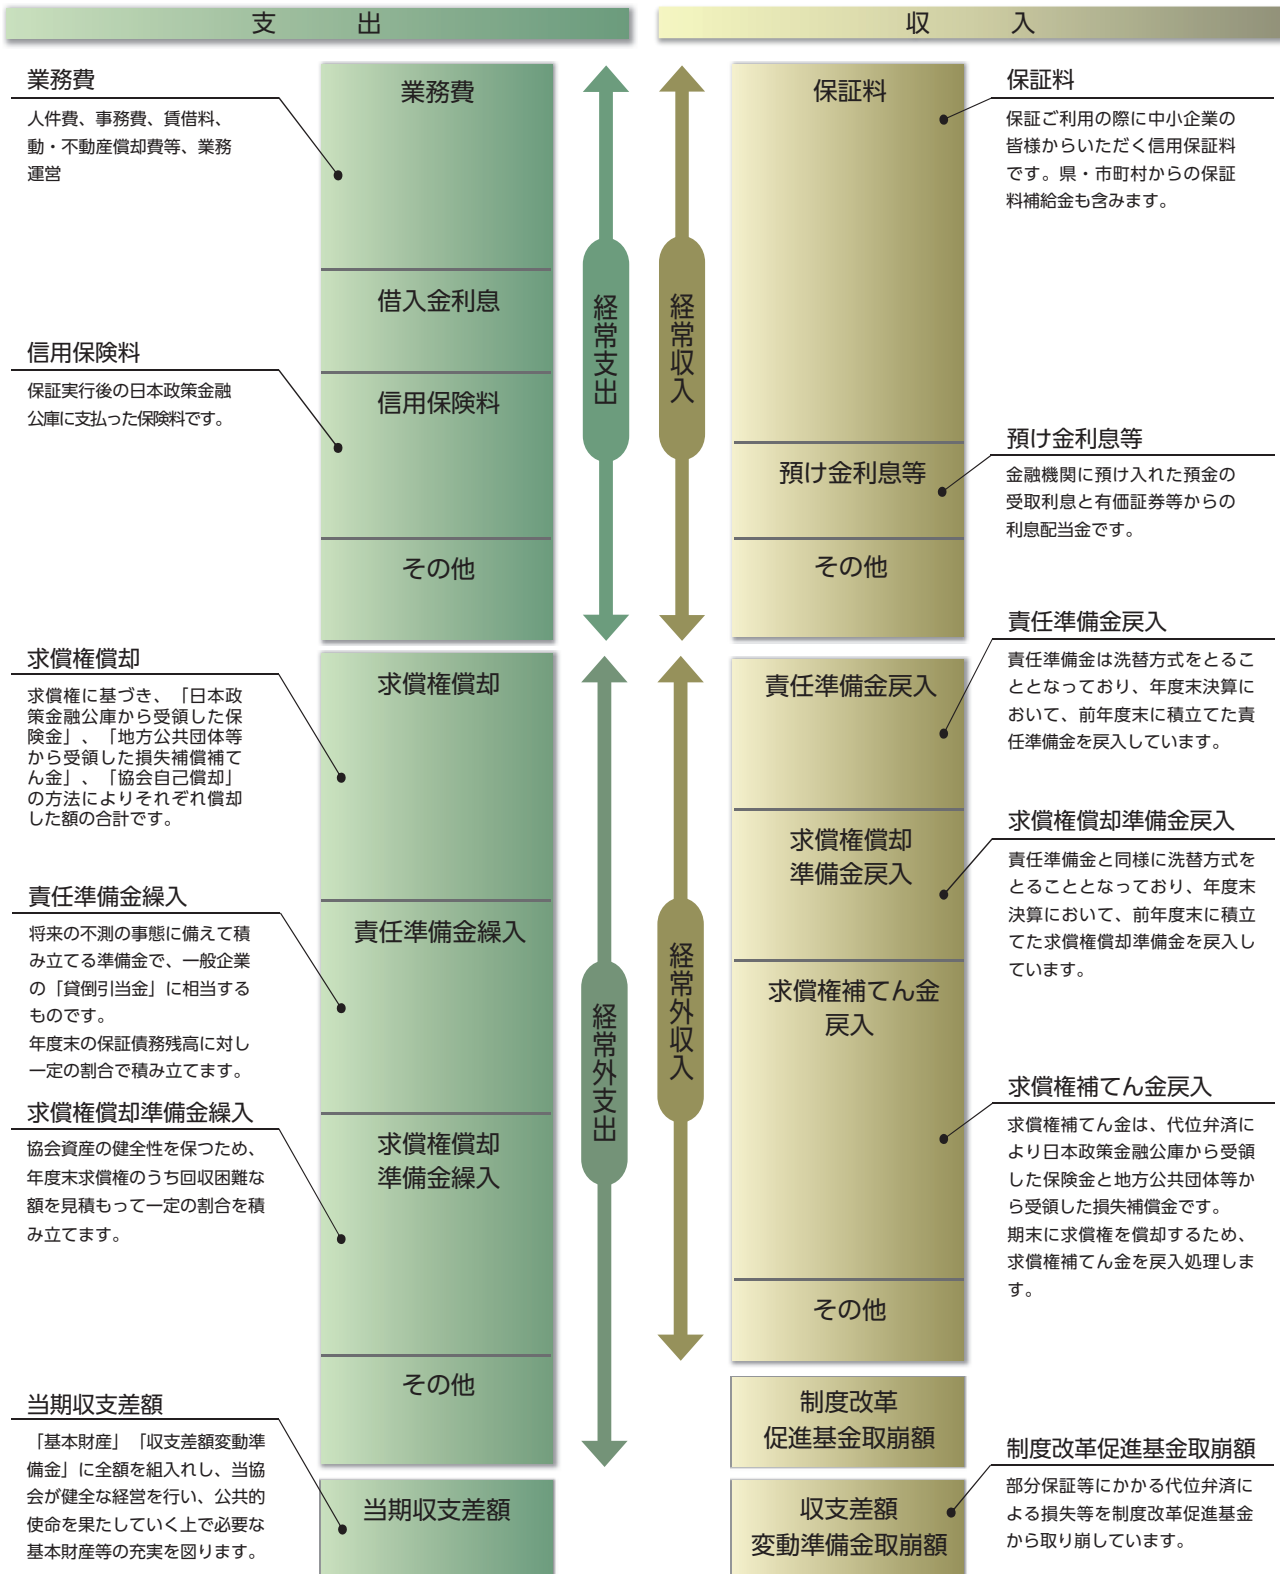 支出
収入
業務費
人件費、事務費、賃借料、
動・不動産償却費等、業務
運営
信用保険料
保証実行後の日本政策金融
公庫に支払った保険料です。
求償権償却
求償権に基づき、「日本政
策金融公庫から受領した保
険金」、「地方公共団体等
から受領した損失補償補て
ん金」、「協会自己償却」
の方法によりそれぞれ償却
した額の合計です。
責任準備金繰入
将来の不測の事態に備えて積
み立てる準備金で、一般企業
の「貸倒引当金」に相当する
ものです。
年度末の保証債務残高に対し
一定の割合で積み立てます。
求償権償却準備金繰入
協会資産の健全性を保つため、
年度末求償権のうち回収困難な
額を見積もって一定の割合を積
み立てます。
当期収支差額
「基本財産」「収支差額変動準
備金」に全額を組入れし、当協
会が健全な経営を行い、公共的
使命を果たしていく上で必要な
基本財産等の充実を図ります。
業務費
借入金利息
信用保険料
その他
求償権償却
責任準備金繰入
求償権償却
準備金繰入
その他
当期収支差額
経常支出
経常外支出
経常収入
経常外収入
保証料
預け金利息等
その他
責任準備金戻入
求償権償却
準備金戻入
求償権補てん金
戻入
その他
制度改革
促進基金取崩額
収支差額
変動準備金取崩額
保証料
保証ご利用の際に中小企業の
皆様からいただく信用保証料
です。県・市町村からの保証
料補給金も含みます。
預け金利息等
金融機関に預け入れた預金の
受取利息と有価証券等からの
利息配当金です。
責任準備金戻入
責任準備金は洗替方式をとるこ
ととなっており、年度末決算に
おいて、前年度末に積立てた責
任準備金を戻入しています。
求償権償却準備金戻入
責任準備金と同様に洗替方式を
とることとなっており、年度末
決算において、前年度末に積立
てた求償権償却準備金を戻入し
ています。
求償権補てん金戻入
求償権補てん金は、代位弁済に
より日本政策金融公庫から受領
した保険金と地方公共団体等か
ら受領した損失補償金です。
期末に求償権を償却するため、
求償権補てん金を戻入処理しま
す。
制度改革促進基金取崩額
部分保証等にかかる代位弁済に
よる損失等を制度改革促進基金
から取り崩しています。